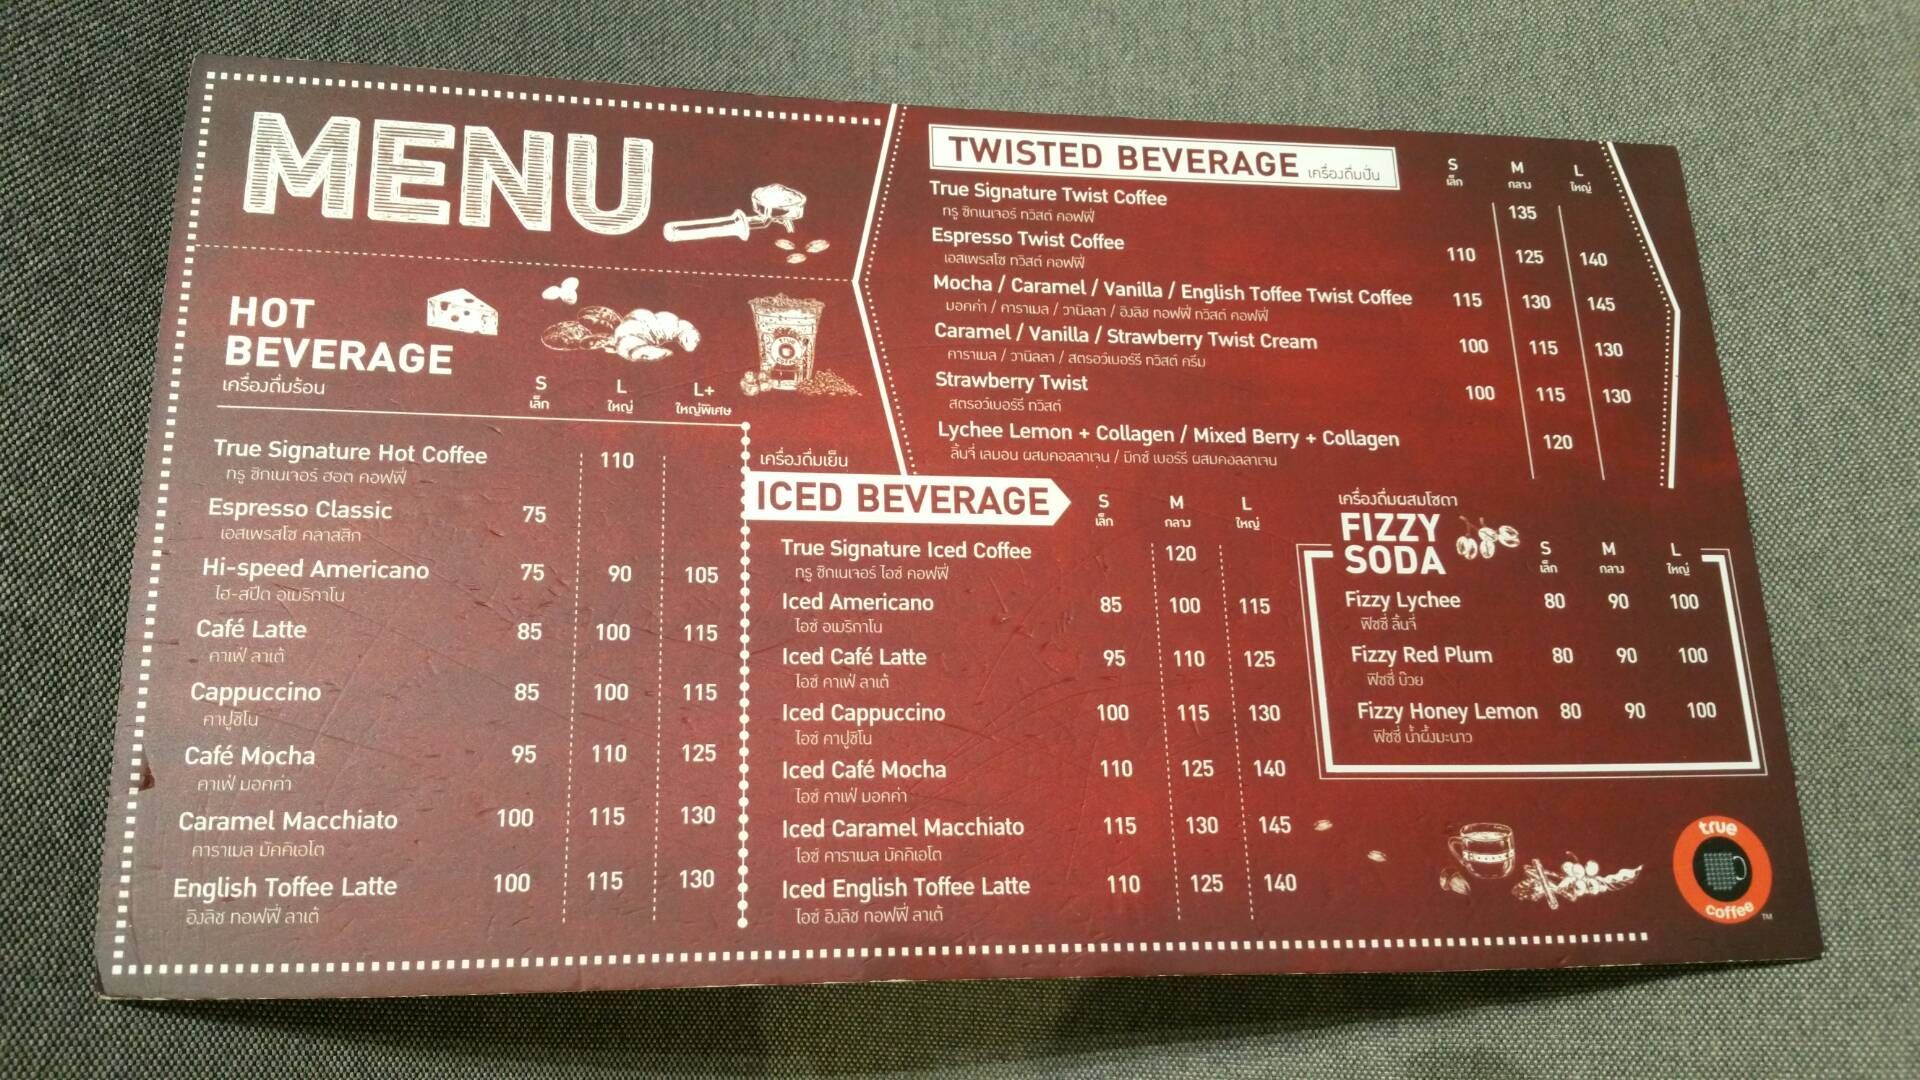 MENU
HOT
BEVERAGE
เครื่องดื่มร้อน
S L L+
เล็ก ใหญ่ ใหญ่พิเศษ
True Signature Hot Coffee 110
ทรู ซิกเนเจอร์ ฮอต คอฟฟี่
Espresso Classic 75
เอสเพรสโซ คลาสสิก
Hi-speed Americano 75 90 105
ไฮ-สปีด อเมริกาโน
Café Latte 85 100 115
คาเฟ่ ลาเต้
Cappuccino 85 100 115
คาปูชิโน
Café Mocha 95 110 125
คาเฟ่ มอคค่า
Caramel Macchiato 100 115 130
คาราเมล มัคคิเอโต
English Toffee Latte 100 115 130
อิงลิช ทอฟฟี่ ลาเต้
TWISTED BEVERAGE เครื่องดื่มปั่น
S M L
เล็ก กลาง ใหญ่
True Signature Twist Coffee 135
ทรู ซิกเนเจอร์ ทวิสต์ คอฟฟี่
Espresso Twist Coffee 110 125 140
เอสเพรสโซ ทวิสต์ คอฟฟี่
Mocha / Caramel / Vanilla / English Toffee Twist Coffee 115 130 145
มอคค่า / คาราเมล / วานิลลา / อิงลิช ทอฟฟี่ ทวิสต์ คอฟฟี่
Caramel / Vanilla / Strawberry Twist Cream 100 115 130
คาราเมล / วานิลลา / สตรอว์เบอร์รี ทวิสต์ ครีม
Strawberry Twist 100 115 130
สตรอว์เบอร์รี ทวิสต์
Lychee Lemon + Collagen / Mixed Berry + Collagen 120
ลิ้นจี่ เลมอน ผสมคอลลาเจน / มิกซ์ เบอร์รี ผสมคอลลาเจน
เครื่องดื่มเย็น
ICED BEVERAGE
S M L
เล็ก กลาง ใหญ่
True Signature Iced Coffee 120
ทรู ซิกเนเจอร์ ไอซ์ คอฟฟี่
Iced Americano 85 100 115
ไอซ์ อเมริกาโน
Iced Café Latte 95 110 125
ไอซ์ คาเฟ่ ลาเต้
Iced Cappuccino 100 115 130
ไอซ์ คาปูชิโน
Iced Café Mocha 110 125 140
ไอซ์ คาเฟ่ มอคค่า
Iced Caramel Macchiato 115 130 145
ไอซ์ คาราเมล มัคคิเอโต
Iced English Toffee Latte 110 125 140
ไอซ์ อิงลิช ทอฟฟี่ ลาเต้
เครื่องดื่มผสมโซดา
FIZZY
SODA
S M L
เล็ก กลาง ใหญ่
Fizzy Lychee 80 90 100
ฟิซซี่ ลิ้นจี่
Fizzy Red Plum 80 90 100
ฟิซซี่ บ๊วย
Fizzy Honey Lemon 80 90 100
ฟิซซี่ น้ำผึ้งมะนาว
true
coffee
TM